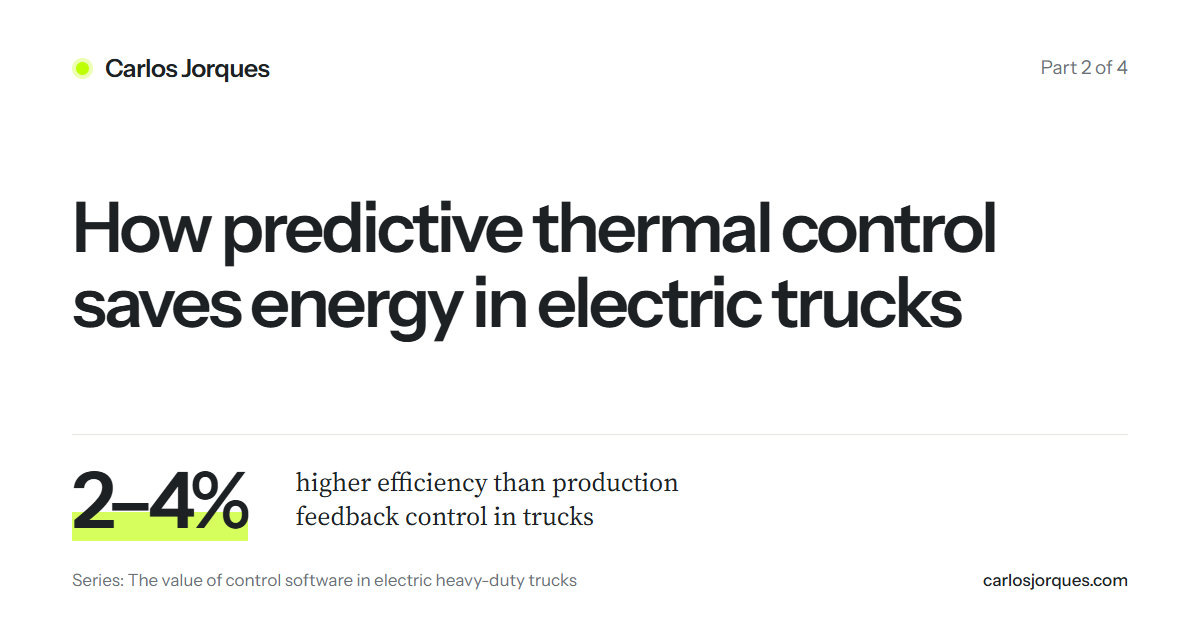 Carlos Jorques
Part 2 of 4
How predictive thermal control
saves energy in electric trucks
2–4%
higher efficiency than production
feedback control in trucks
Series: The value of control software in electric heavy-duty trucks
carlosjorques.com